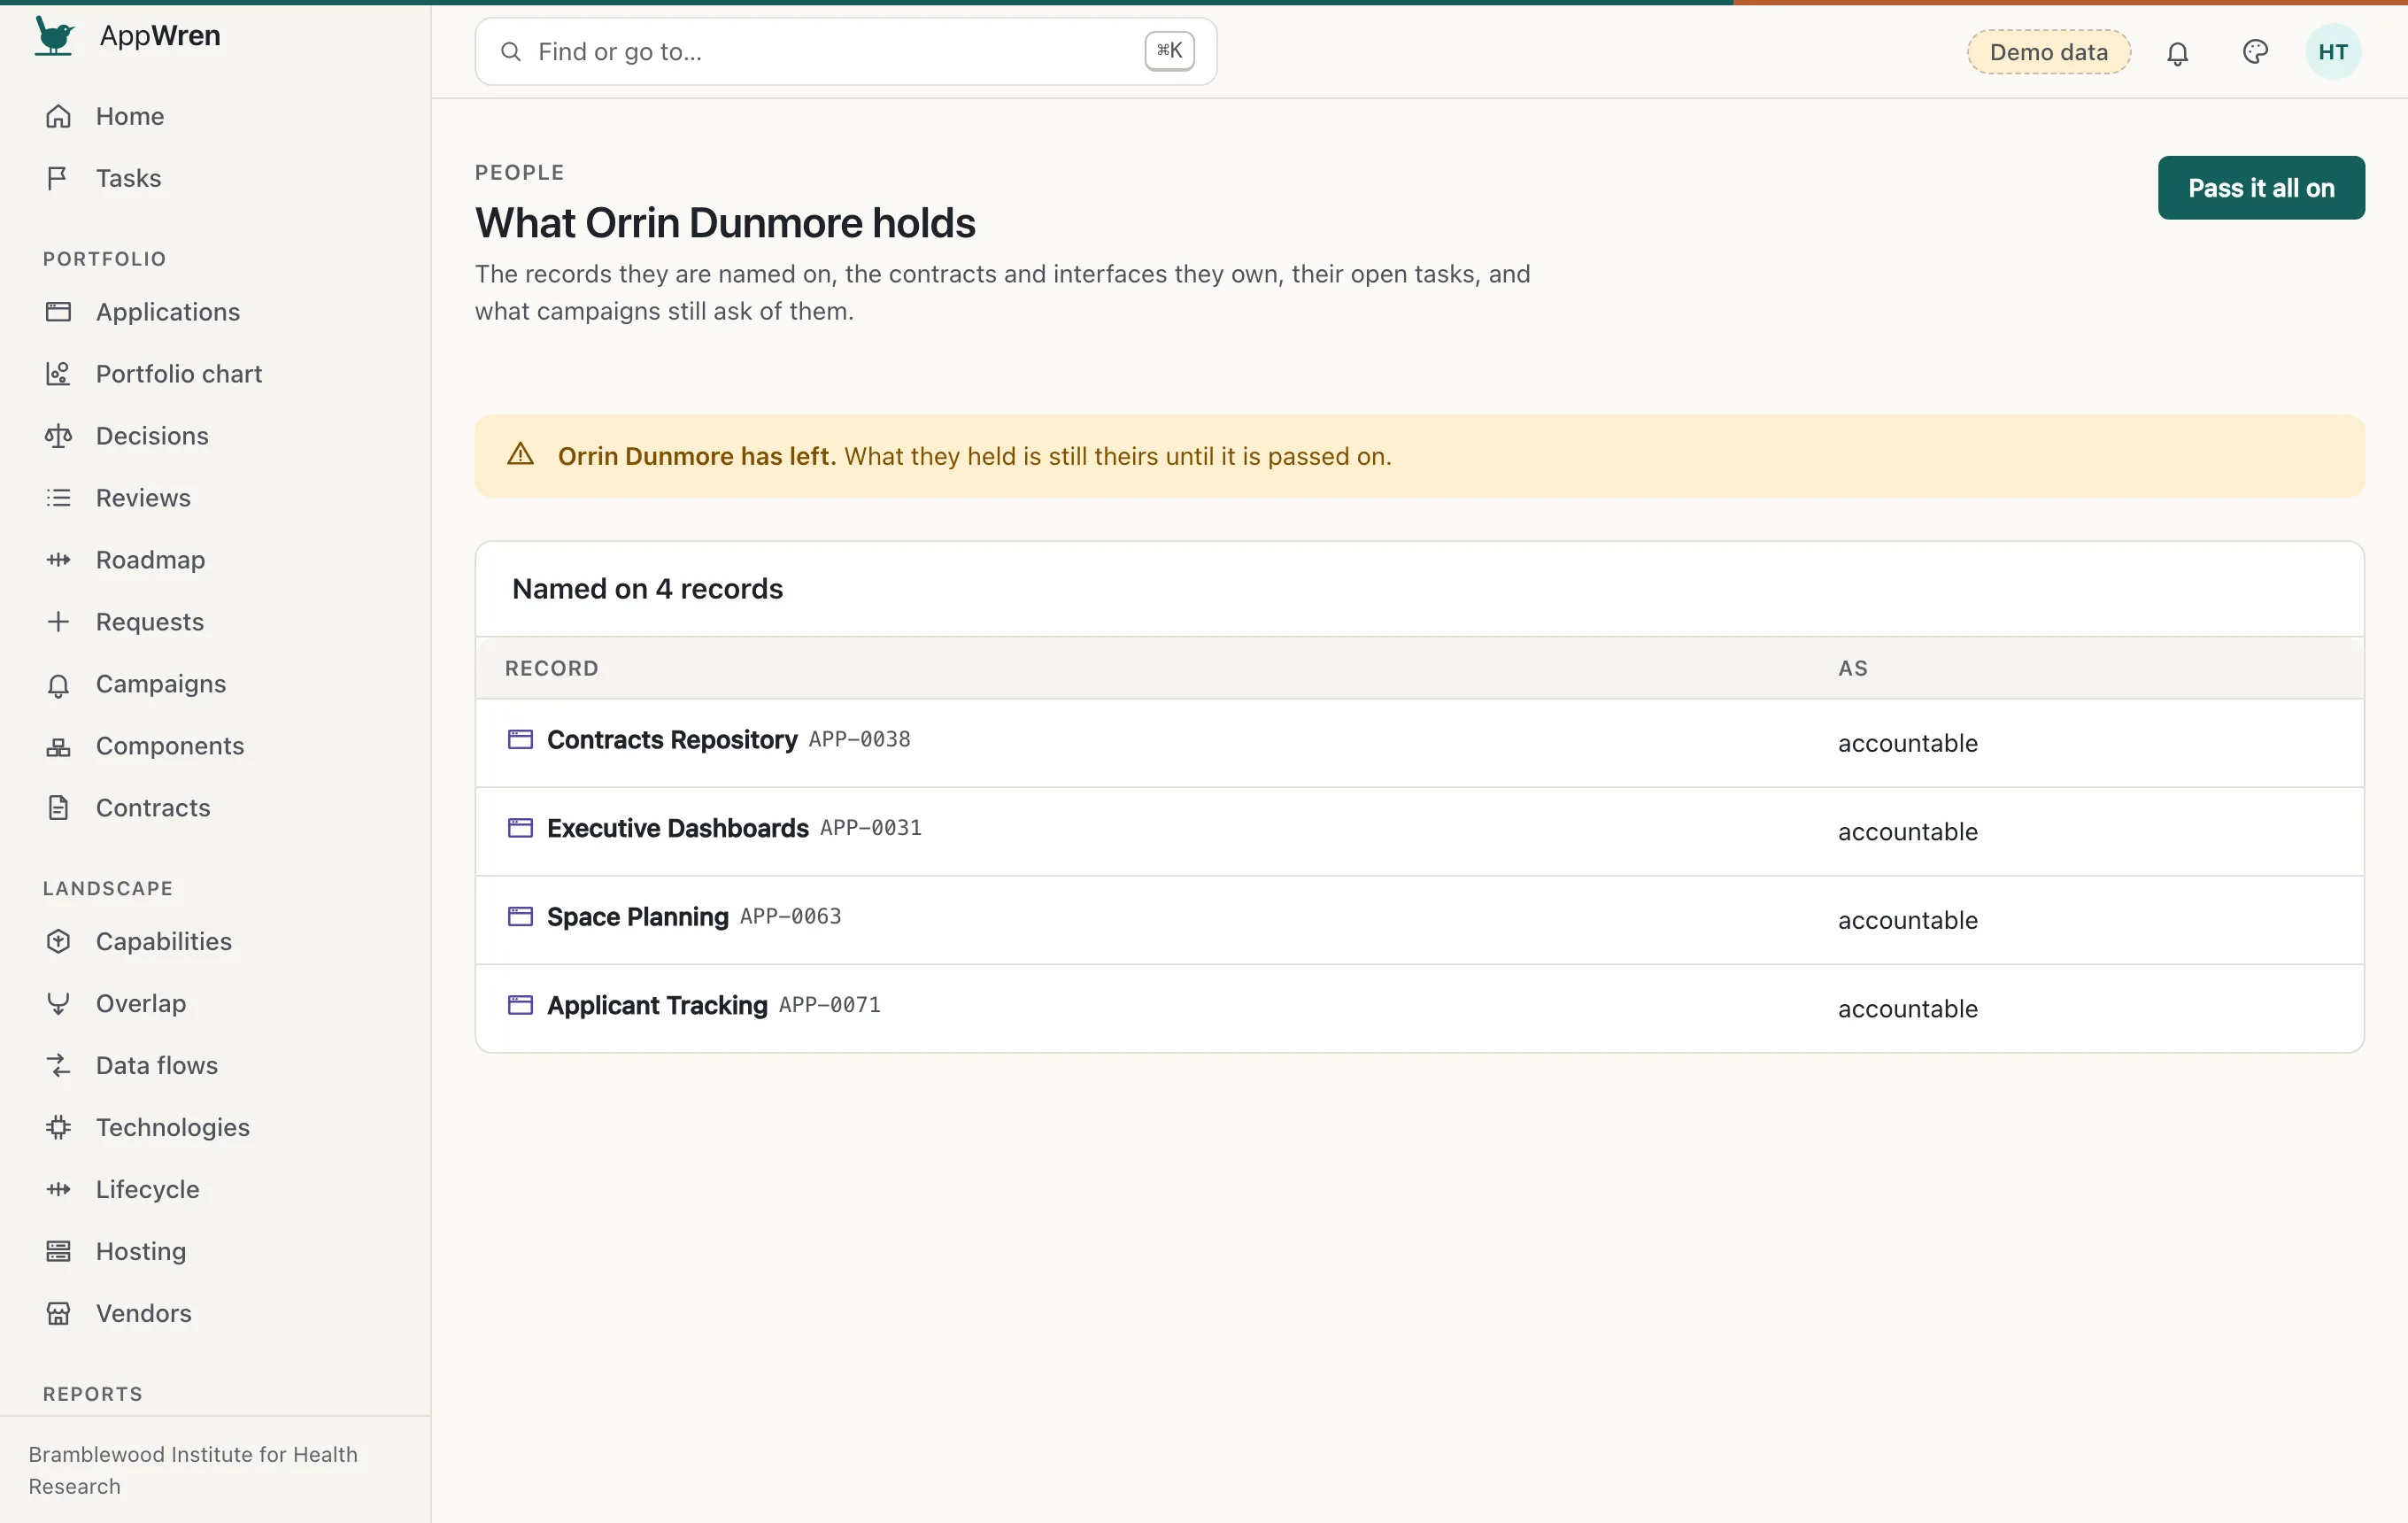 AppWren
Find or go to...
⌘K
Demo data
HT
Home
Tasks
PORTFOLIO
Applications
Portfolio chart
Decisions
Reviews
Roadmap
Requests
Campaigns
Components
Contracts
LANDSCAPE
Capabilities
Overlap
Data flows
Technologies
Lifecycle
Hosting
Vendors
REPORTS
Bramblewood Institute for Health
Research
PEOPLE
What Orrin Dunmore holds
Pass it all on
The records they are named on, the contracts and interfaces they own, their open tasks, and
what campaigns still ask of them.
Orrin Dunmore has left. What they held is still theirs until it is passed on.
Named on 4 records
RECORD AS
Contracts Repository APP-0038 accountable
Executive Dashboards APP-0031 accountable
Space Planning APP-0063 accountable
Applicant Tracking APP-0071 accountable